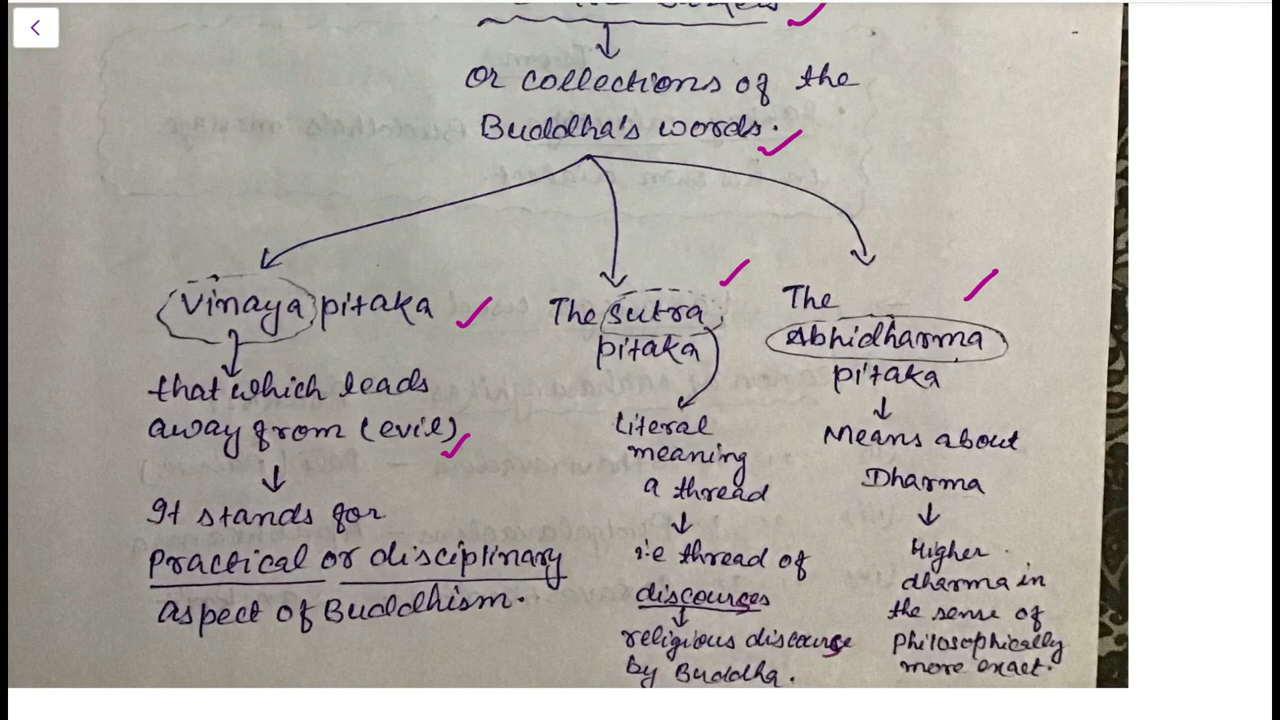 or collections of the
Buddha's words.
Vinaya pitaka
that which leads
away from (evil)
It stands for
Practical or disciplinary
aspect of Buddhism.
The sutra
pitaka
literal
meaning
a thread
i.e thread of
discourses
religious discourse
by Buddha.
The
Abhidharma
pitaka
Means about
Dharma
Higher
dharma in
the sense of
Philosophically
more exact.